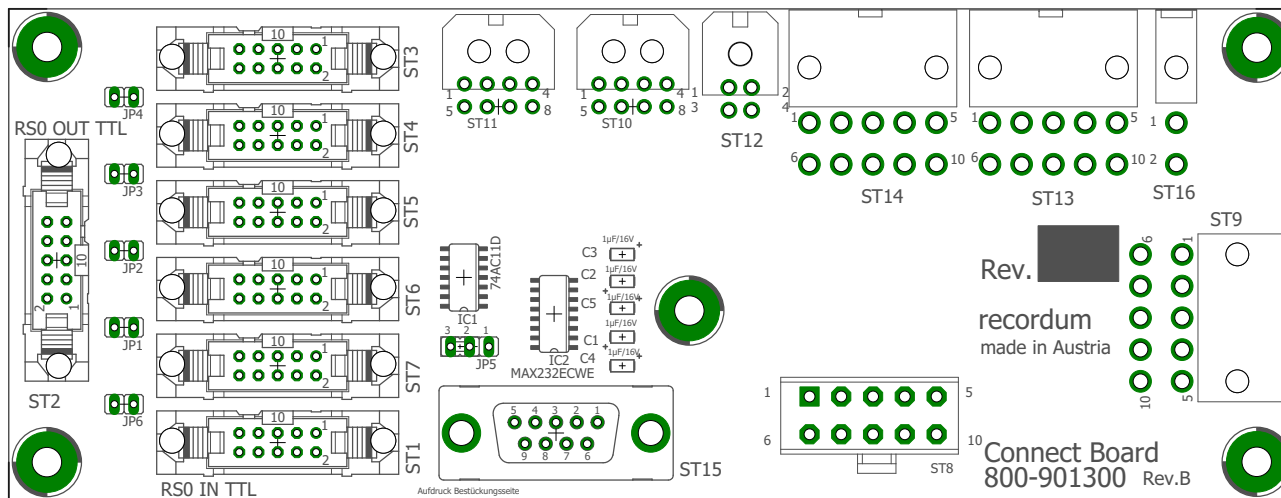 10 1 2 ST3
10 1 2 ST4
10 1 2 ST5
10 1 2 ST6
10 1 2 ST7
10 1 2 ST1
RS0 IN TTL
RS0 OUT TTL
10 2 1
ST2
JP4
JP3
JP2
JP1
JP6
1 4
5 8
ST11
1 4
5 8
ST10
1 2
3 4
ST12
1 5
6 10
ST14
1 5
6 10
ST13
1
2
ST16
ST9
6 1
10 5
74AC11D
IC1
3 2 1
JP5
IC2
MAX232ECWE
1µF/16V
C3 +
1µF/16V
C2
+
C5 1µF/16V
1µF/16V
C1 +
C4 1µF/16V
5 4 3 2 1
9 8 7 6
ST15
Aufdruck Bestückungsseite
1 5
6 10
ST8
Rev.
recordum
made in Austria
Connect Board
800-901300 Rev.B